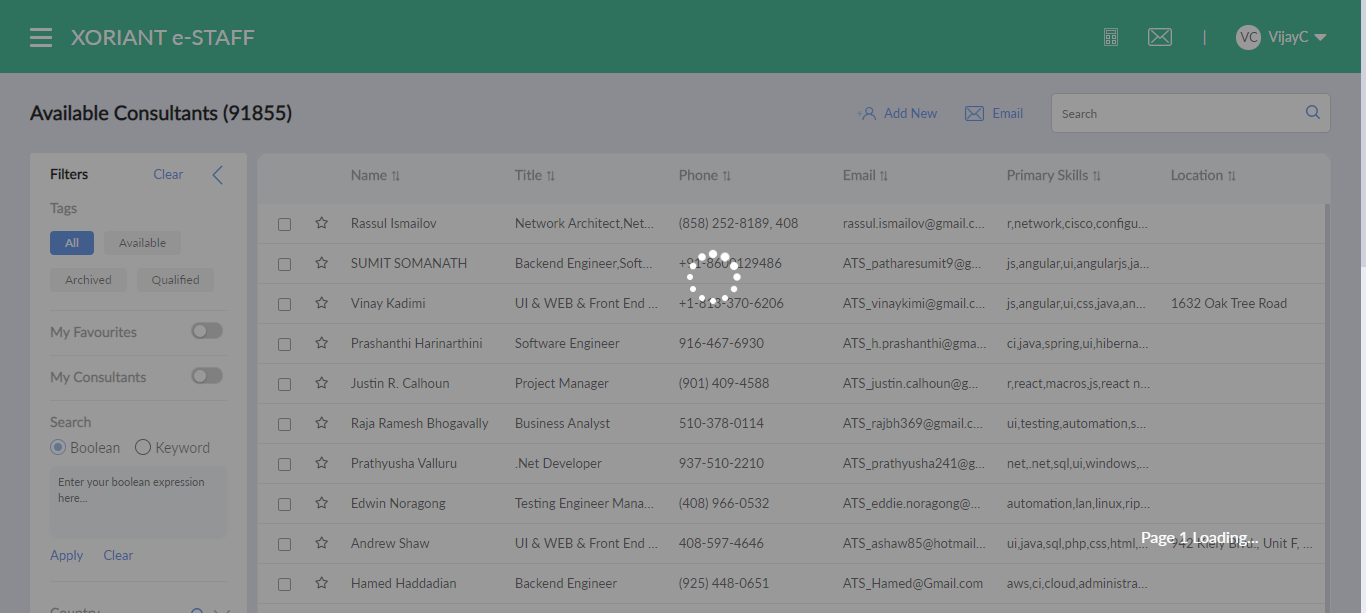 XORIANT e-STAFF
|
VC VijayC
Available Consultants (91855)
Add New
Email
Search
Filters Clear
Tags
All Available
Archived Qualified
My Favourites
My Consultants
Search
Boolean Keyword
Enter your boolean expression
here...
Apply Clear
Country
Name Title Phone Email Primary Skills Location
Rassul Ismailov Network Architect,Net... (858) 252-8189, 408 rassul.ismailov@gmail.c... r,network,cisco,configu...
SUMIT SOMANATH Backend Engineer,Soft... ATS_patharesumit9@g... js,angular,ui,angularjs,ja...
Vinay Kadimi UI & WEB & Front End ... +1-813-370-6206 ATS_vinaykimi@gmail.c... js,angular,ui,css,java,an... 1632 Oak Tree Road
Prashanthi Harinarthini Software Engineer 916-467-6930 ATS_h.prashanthi@gma... ci,java,spring,ui,hiberna...
Justin R. Calhoun Project Manager (901) 409-4588 ATS_justin.calhoun@g... r,react,macros,js,react n...
Raja Ramesh Bhogavally Business Analyst 510-378-0114 ATS_rajbh369@gmail.c... ui,testing,automation,s...
Prathyusha Valluru .Net Developer 937-510-2210 ATS_prathyusha241@g... net,.net,sql,ui,windows,...
Edwin Noragong Testing Engineer Mana... (408) 966-0532 ATS_eddie.noragong@... automation,lan,linux,rip...
Andrew Shaw UI & WEB & Front End ... 408-597-4646 ATS_ashaw85@hotmail... ui,java,sql,php,css,html,... 942 Kiely Blvd., Unit F, ...
Page 1 Loading...
Hamed Haddadian Backend Engineer (925) 448-0651 ATS_Hamed@Gmail.com aws,ci,cloud,administra...